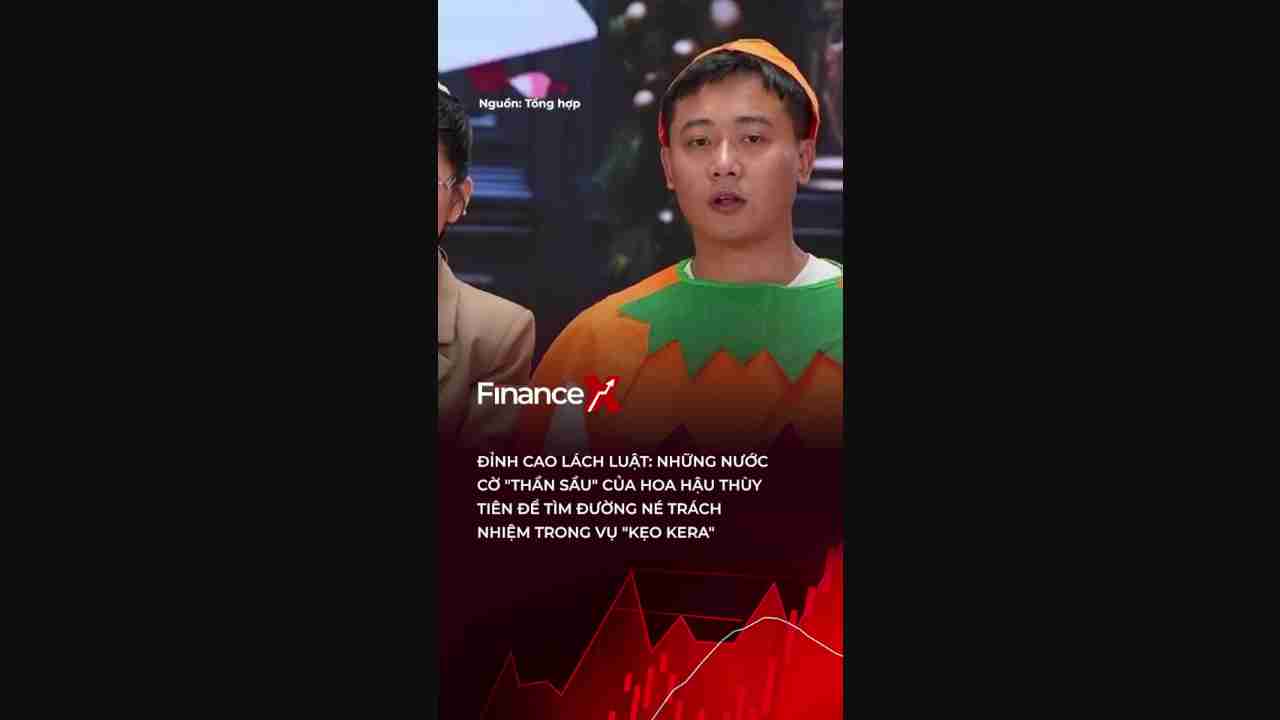 Nguồn: Tổng hợp
FinanceX
ĐỈNH CAO LÁCH LUẬT: NHỮNG NƯỚC
CỜ "THẦN SẦU" CỦA HOA HẬU THÙY
TIÊN ĐỂ TÌM ĐƯỜNG NÉ TRÁCH
NHIỆM TRONG VỤ "KẸO KERA"